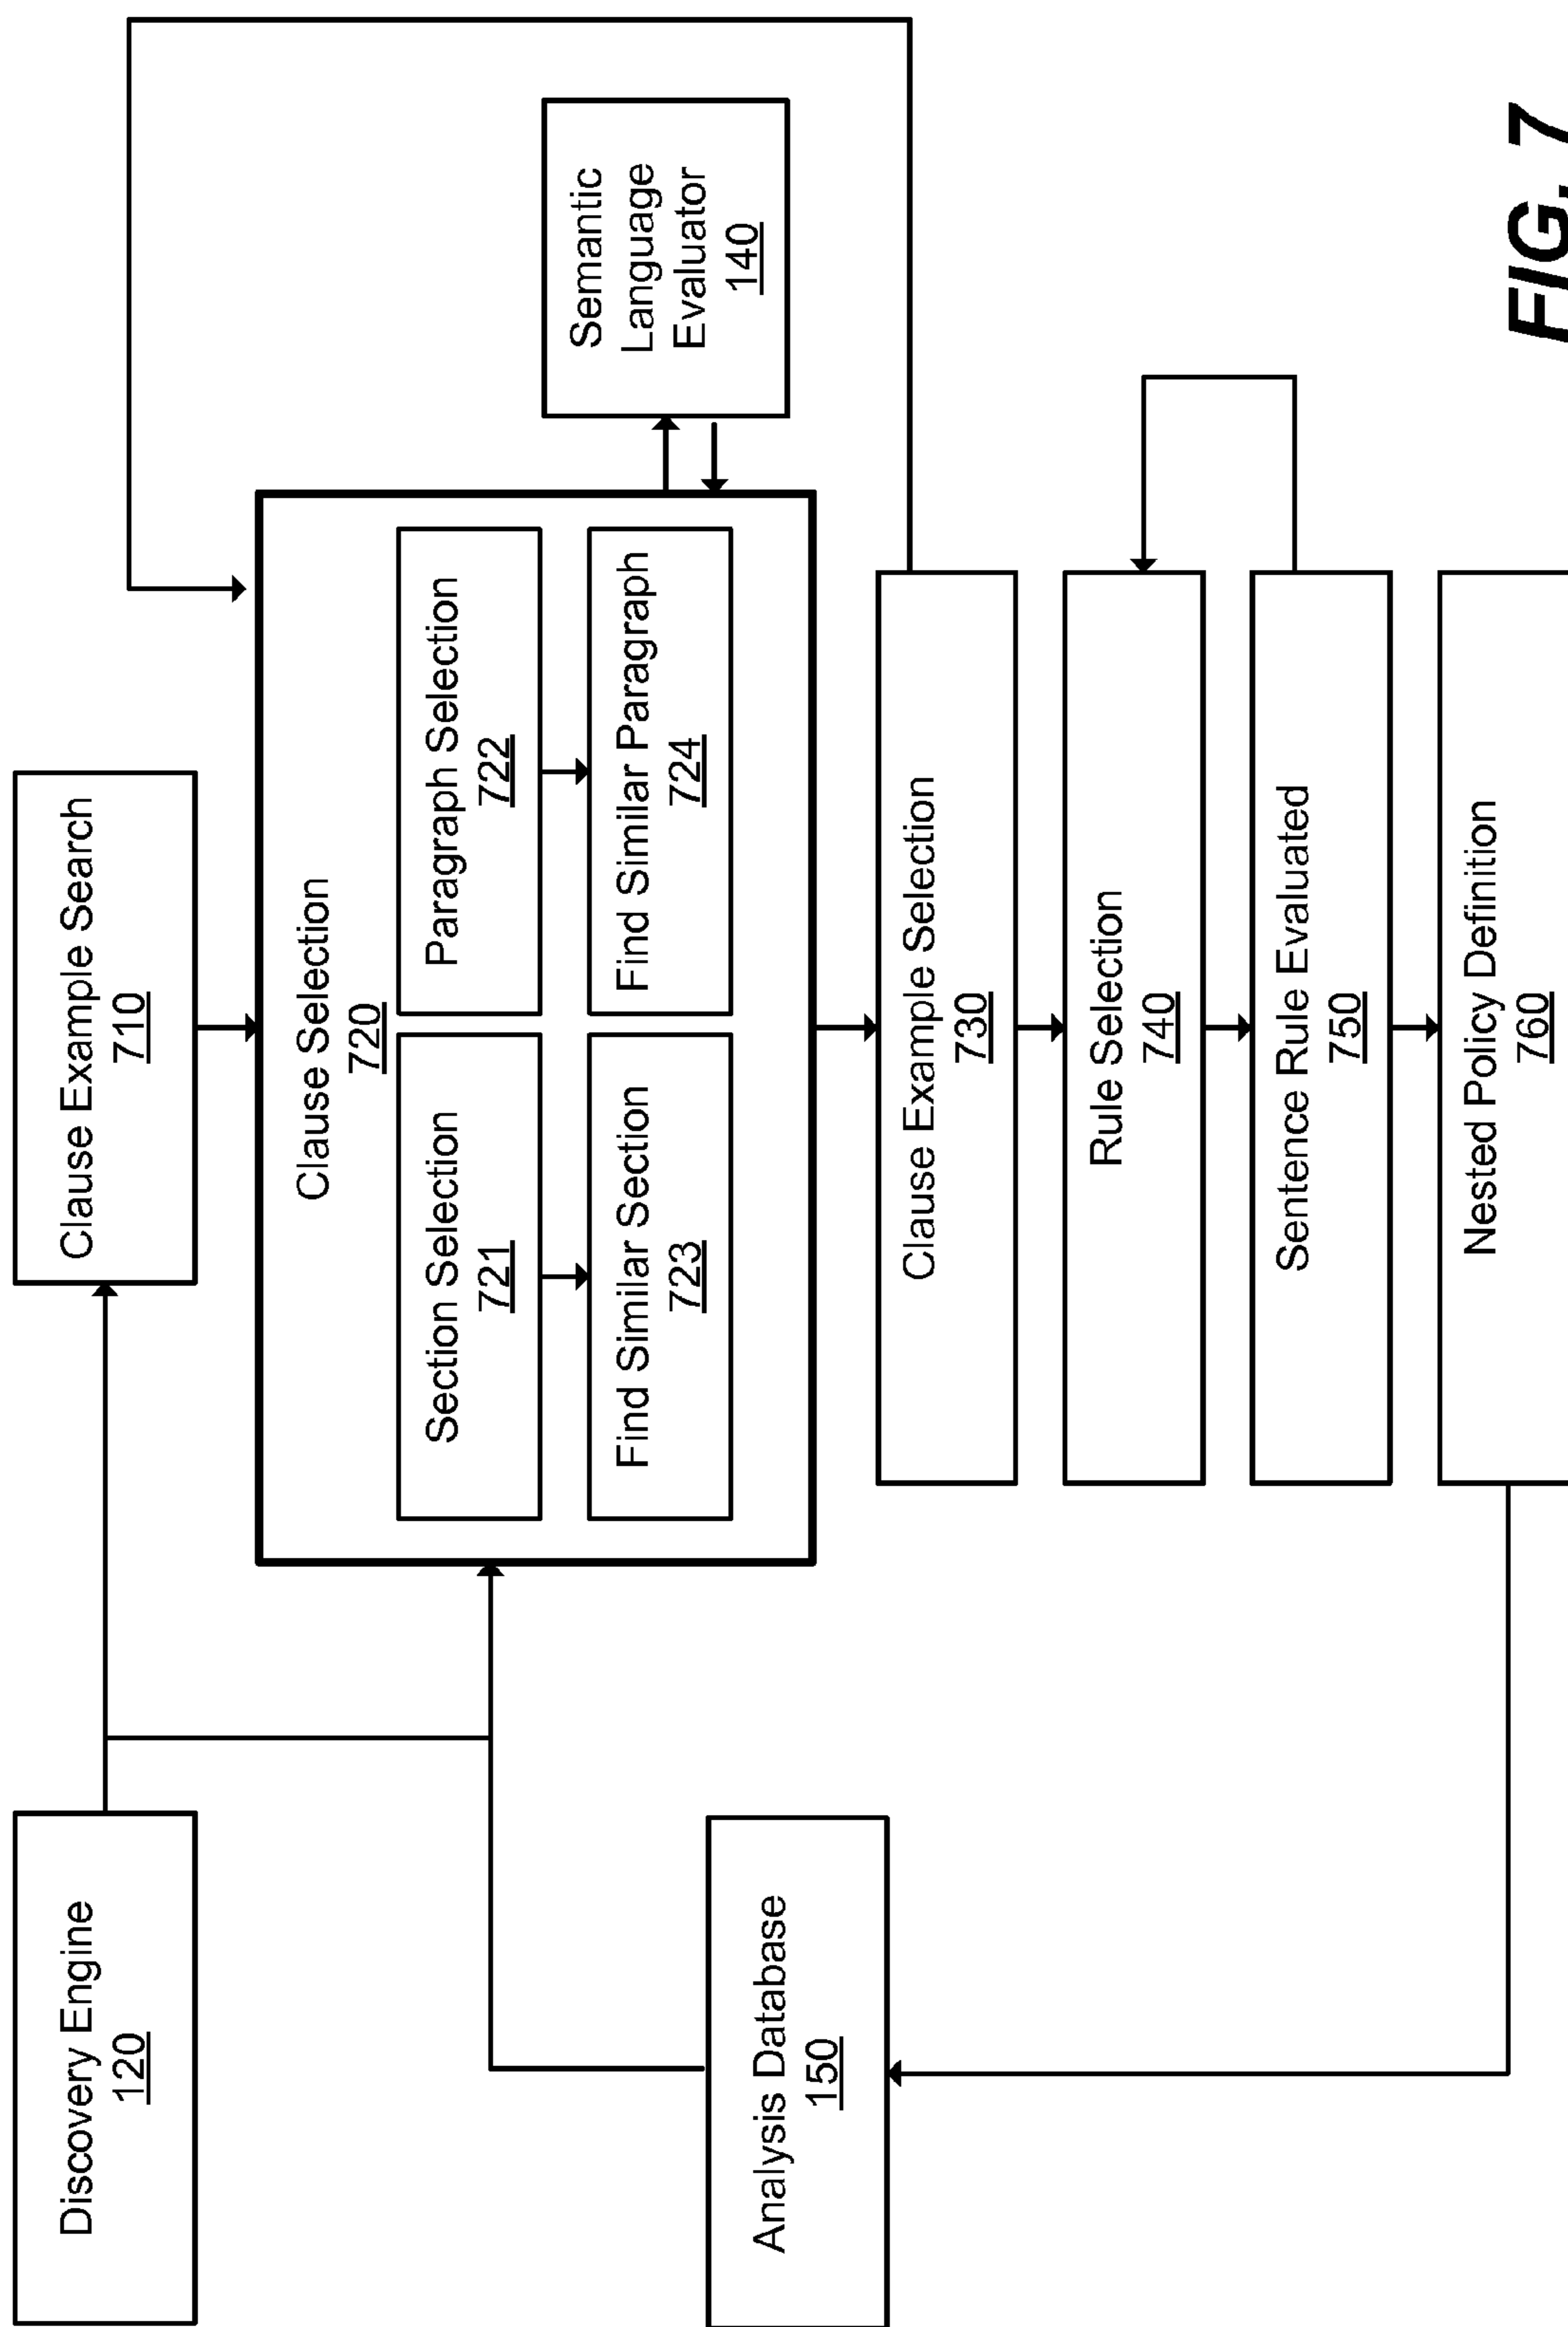 Discovery Engine
120
Clause Example Search
710
Clause Selection
720
Section Selection
721
Paragraph Selection
722
Find Similar Section
723
Find Similar Paragraph
724
Semantic
Language
Evaluator
140
Analysis Database
150
Clause Example Selection
730
Rule Selection
740
Sentence Rule Evaluated
750
Nested Policy Definition
760
FIG. 7